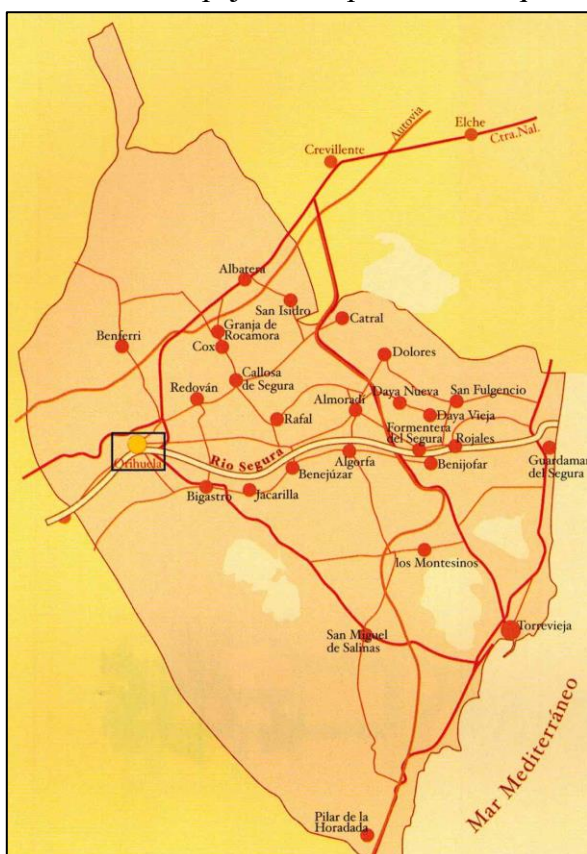 Autovia
Elche
Ctra.Nal.
Crevillente
Albatera
San Isidro
Granja de
Rocamora
Catral
Benferri
Cox
Dolores
Callosa
de Segura
Redován
Almoradí
Daya Nueva
San Fulgencio
Daya Vieja
Rafal
Formentera
del Segura
Rojales
Orihuela
Río Segura
Algorfa
Guardamar
del Segura
Benejúzar
Benijofar
Bigastro
Jacarilla
los Montesinos
Torrevieja
San Miguel
de Salinas
Mar Mediterráneo
Pilar de la
Horadada